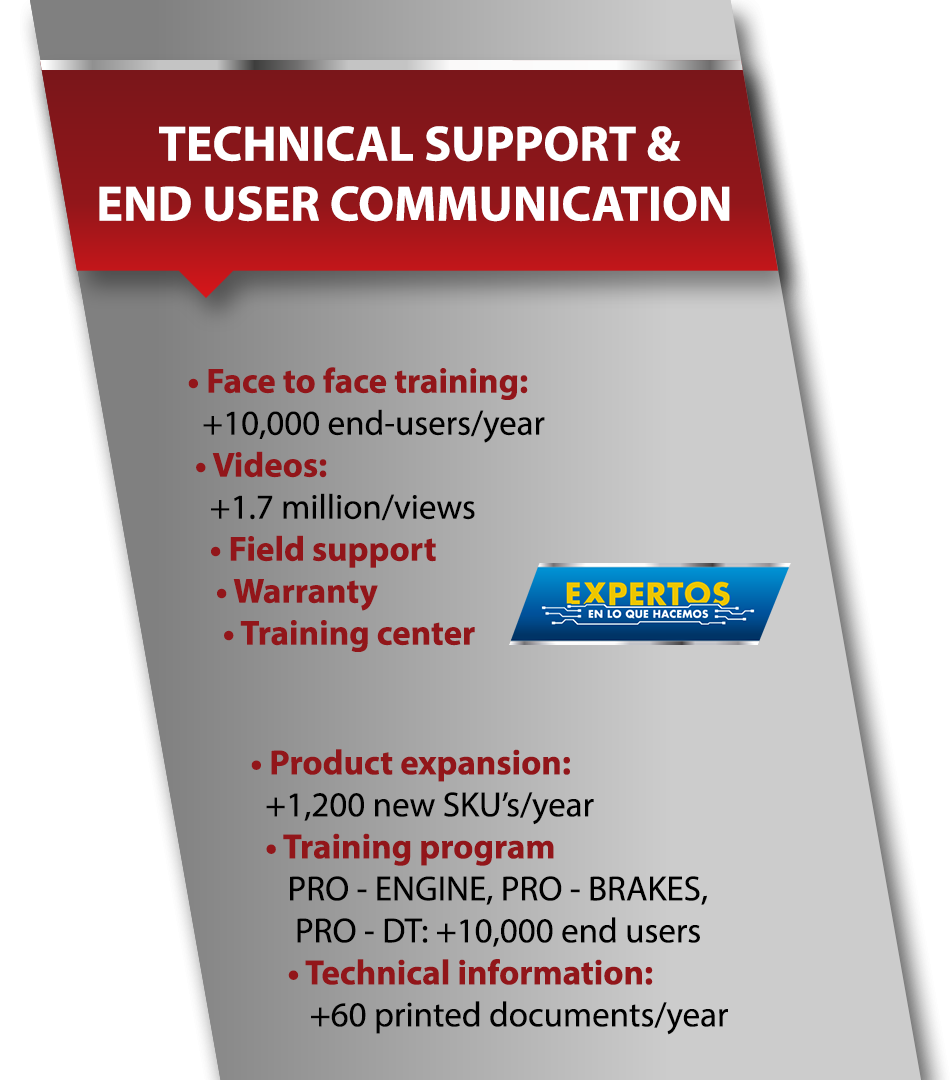 TECHNICAL SUPPORT &
END USER COMMUNICATION
• Face to face training:
+10,000 end-users/year
• Videos:
+1.7 million/views
• Field support
• Warranty
• Training center
EXPERTOS
EN LO QUE HACEMOS
• Product expansion:
+1,200 new SKU’s/year
• Training program
PRO - ENGINE, PRO - BRAKES,
PRO - DT: +10,000 end users
• Technical information:
+60 printed documents/year